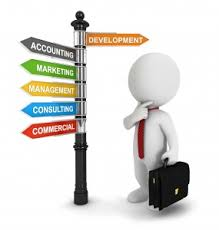 DEVELOPMENT
ACCOUNTING
MARKETING
MANAGEMENT
CONSULTING
COMMERCIAL